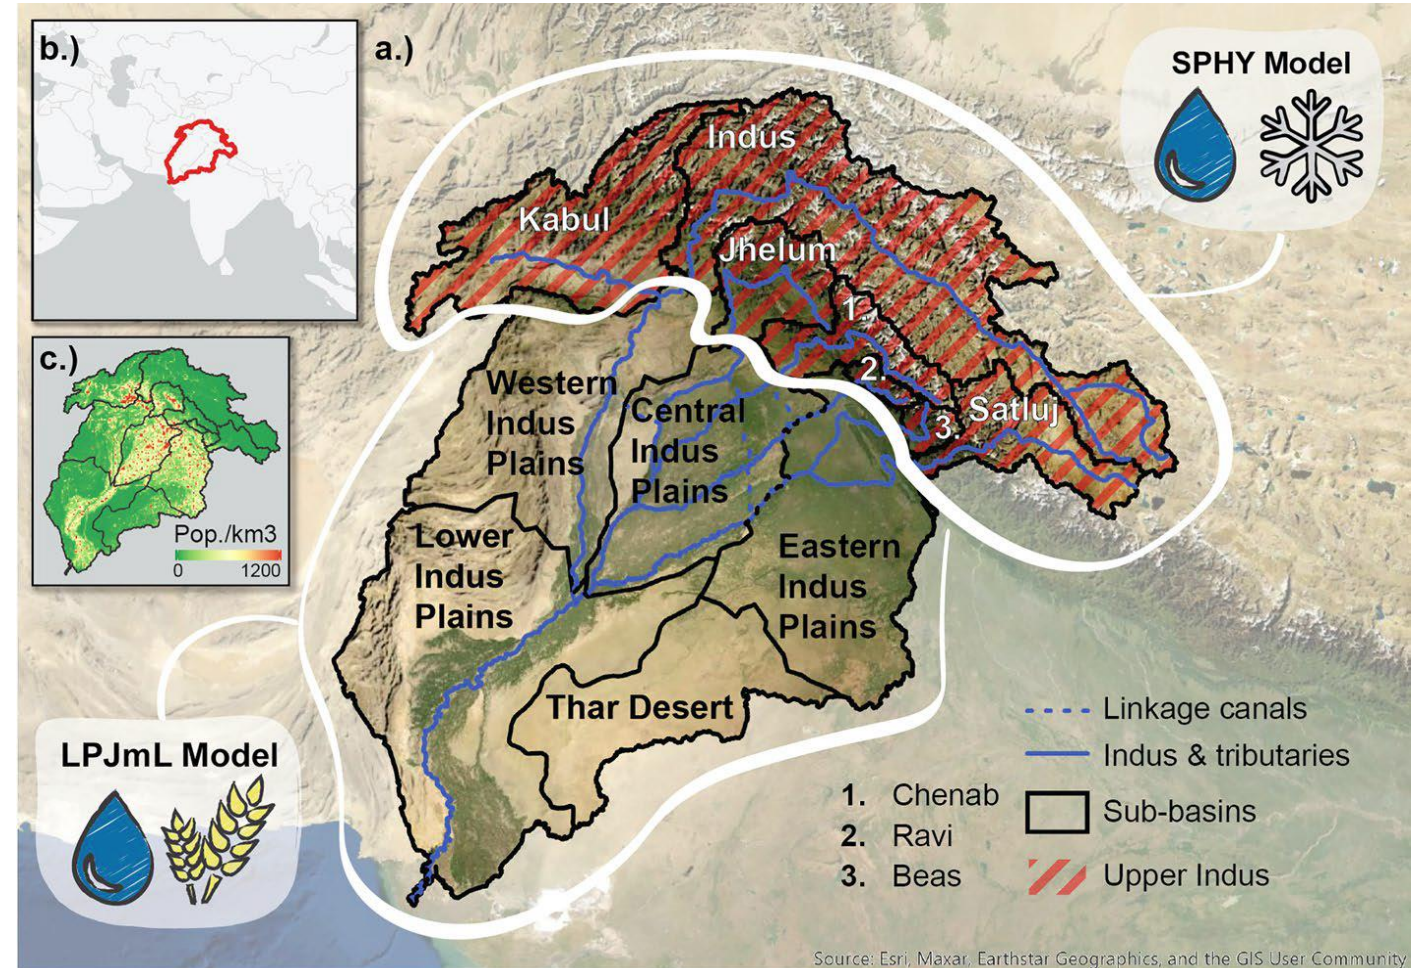 b.)
a.)
SPHY Model
Indus
Kabul
Jhelum
1.
2.
3.
Satluj
c.)
Pop./km3
0 1200
Western
Indus
Plains
Central
Indus
Plains
Lower
Indus
Plains
Eastern
Indus
Plains
Thar Desert
LPJmL Model
Linkage canals
Indus & tributaries
1. Chenab
2. Ravi
3. Beas
Sub-basins
Upper Indus
Source: Esri, Maxar, Earthstar Geographics, and the GIS User Community